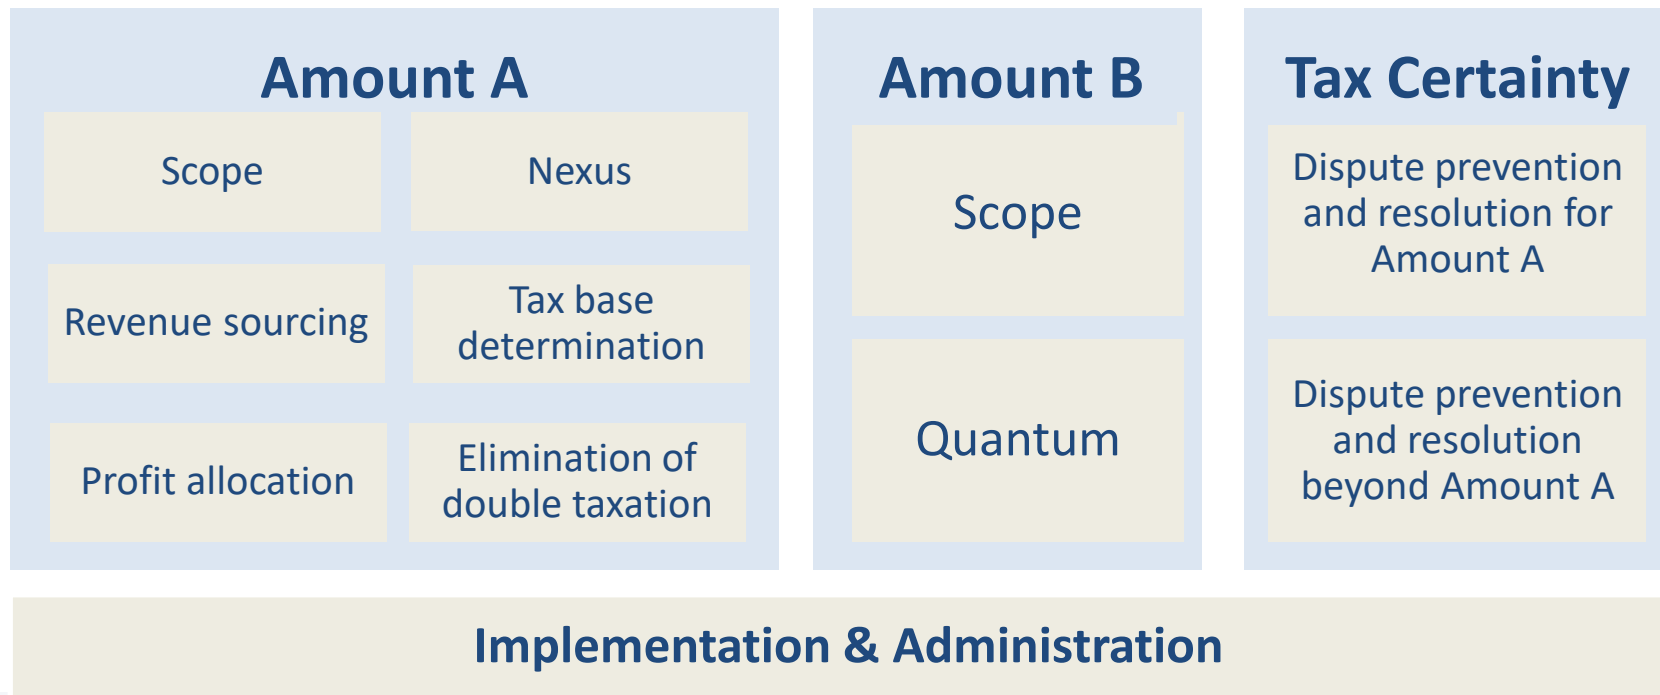 Amount A
Scope
Nexus
Revenue sourcing
Tax base
determination
Profit allocation
Elimination of
double taxation
Amount B
Scope
Quantum
Tax Certainty
Dispute prevention
and resolution for
Amount A
Dispute prevention
and resolution
beyond Amount A
Implementation & Administration